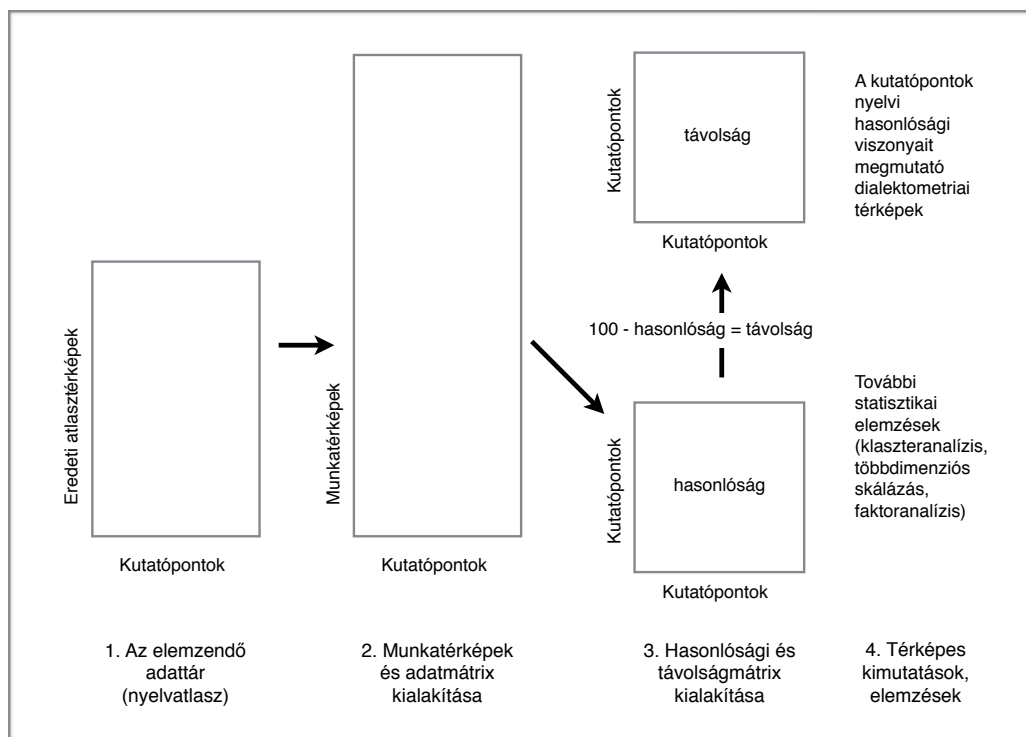 Eredeti atlasztérképek
Kutatópontok
1. Az elemzendő
adattár
(nyelvatlasz)
Munkatérképek
Kutatópontok
2. Munkatérképek
és adatmátrix
kialakítása
Kutatópontok
távolság
Kutatópontok
100 - hasonlóság = távolság
Kutatópontok
hasonlóság
Kutatópontok
3. Hasonlósági és
távolságmátrix
kialakítása
A kutatópontok
nyelvi
hasonlósági
viszonyait
megmutató
dialektometriai
térképek
További
statisztikai
elemzések
(klaszteranalízis,
többdimenziós
skálázás,
faktoranalízis)
4. Térképes
kimutatások,
elemzések